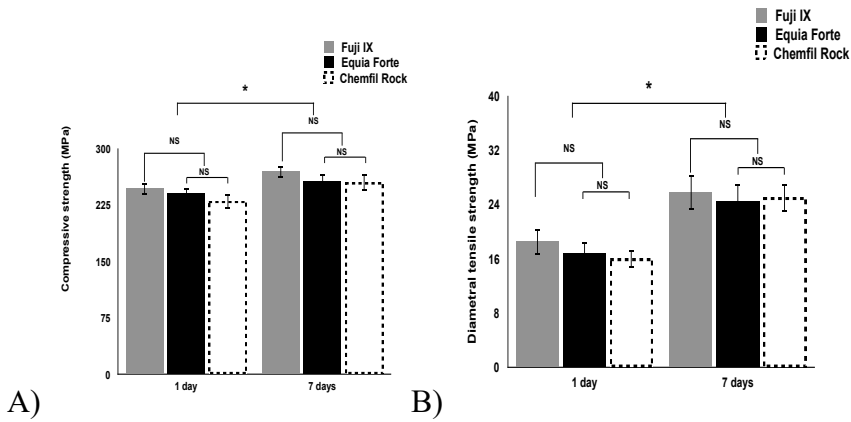 Fuji IX
Equia Forte
Chemfil Rock
*
NS
NS
NS
NS
Compressive strength (MPa)
300
225
150
75
0
1 day
7 days
A)
Fuji IX
Equia Forte
Chemfil Rock
*
NS
NS
NS
NS
Diametral tensile strength (MPa)
40
32
24
16
8
0
1 day
7 days
B)